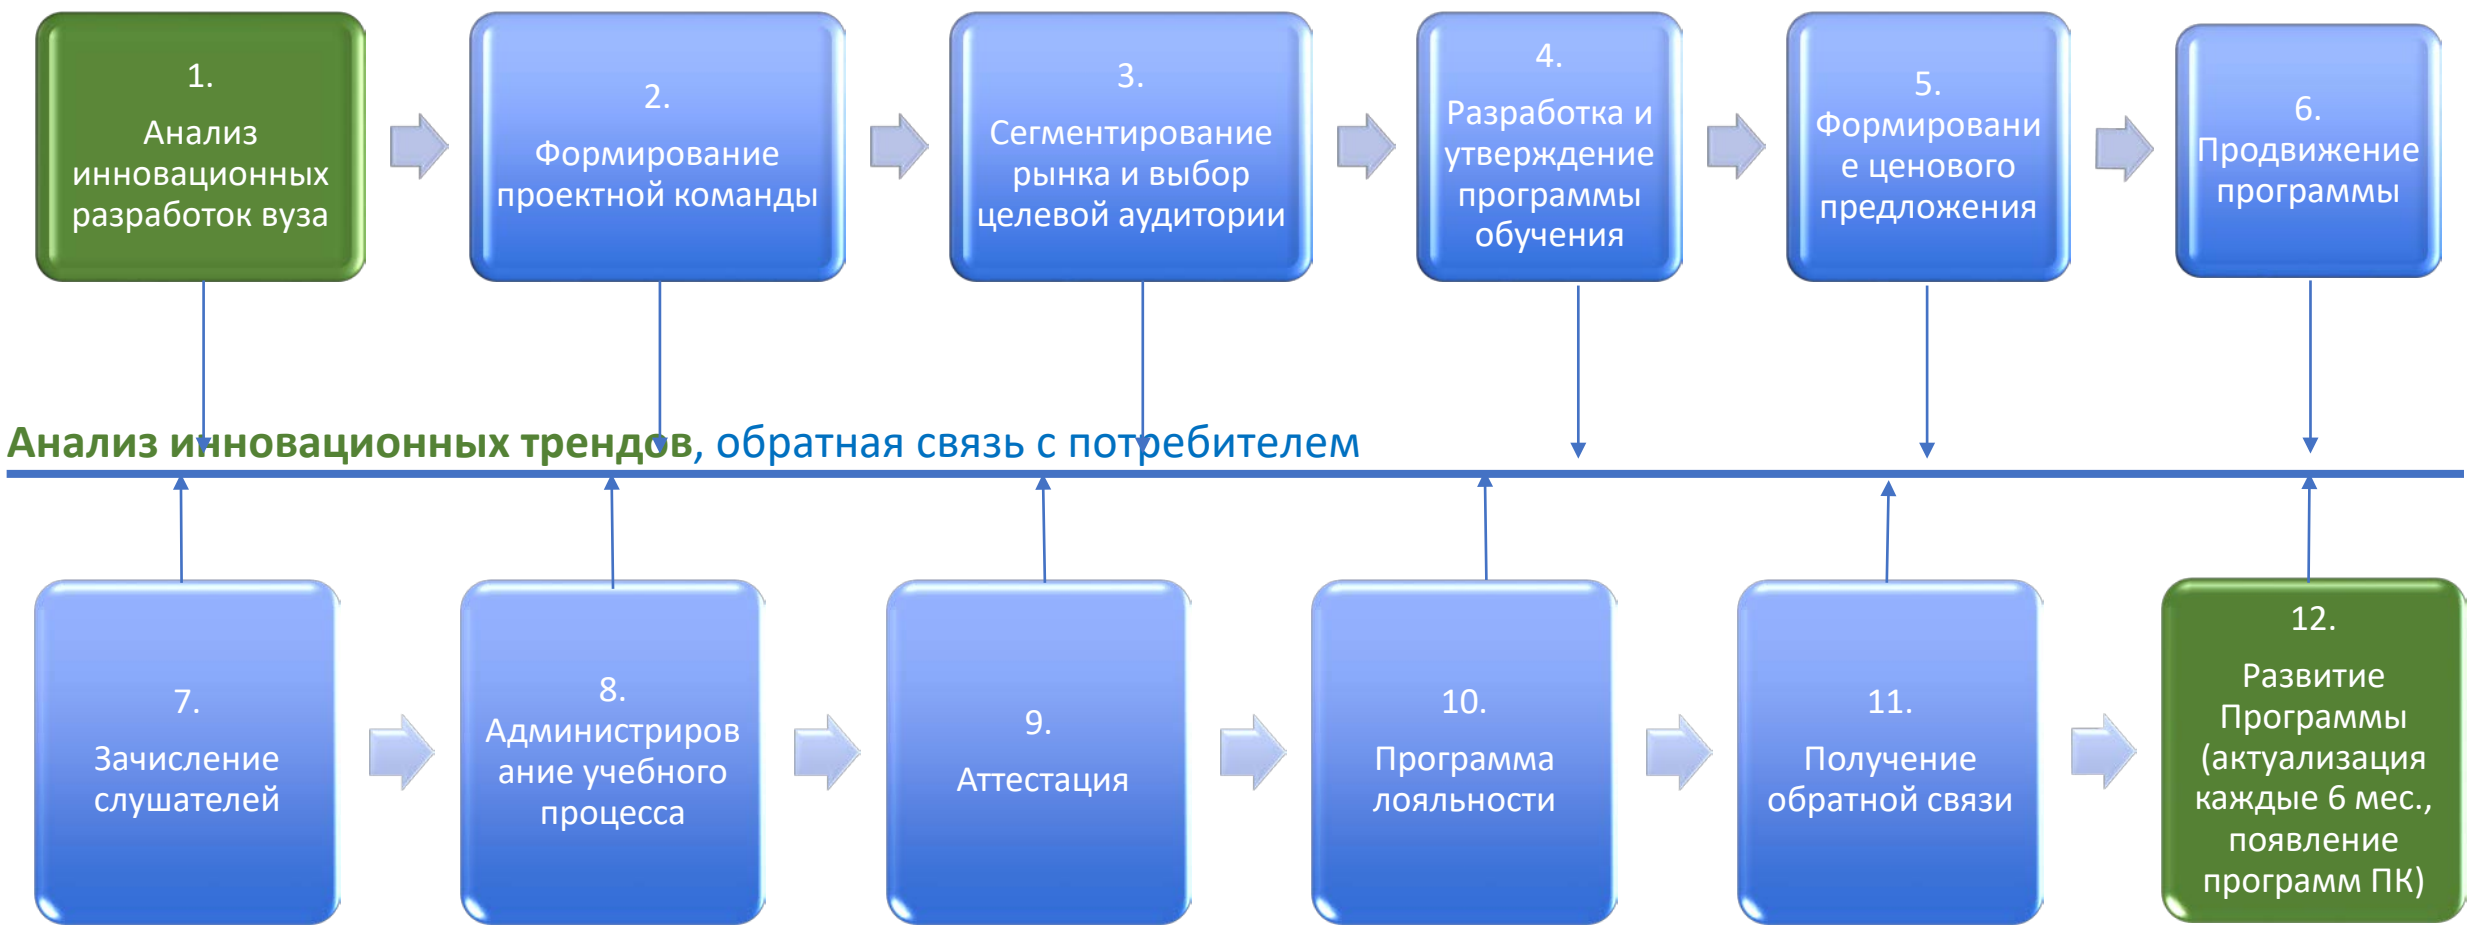 1.
Анализ
инновационных
разработок вуза
2.
Формирование
проектной команды
3.
Сегментирование
рынка и выбор
целевой аудитории
4.
Разработка и
утверждение
программы
обучения
5.
Формировани
е ценового
предложения
6.
Продвижение
программы
Анализ инновационных трендов, обратная связь с потребителем
7.
Зачисление
слушателей
8.
Администриров
ание учебного
процесса
9.
Аттестация
10.
Программа
лояльности
11.
Получение
обратной связи
12.
Развитие
Программы
(актуализация
каждые 6 мес.,
появление
программ ПК)